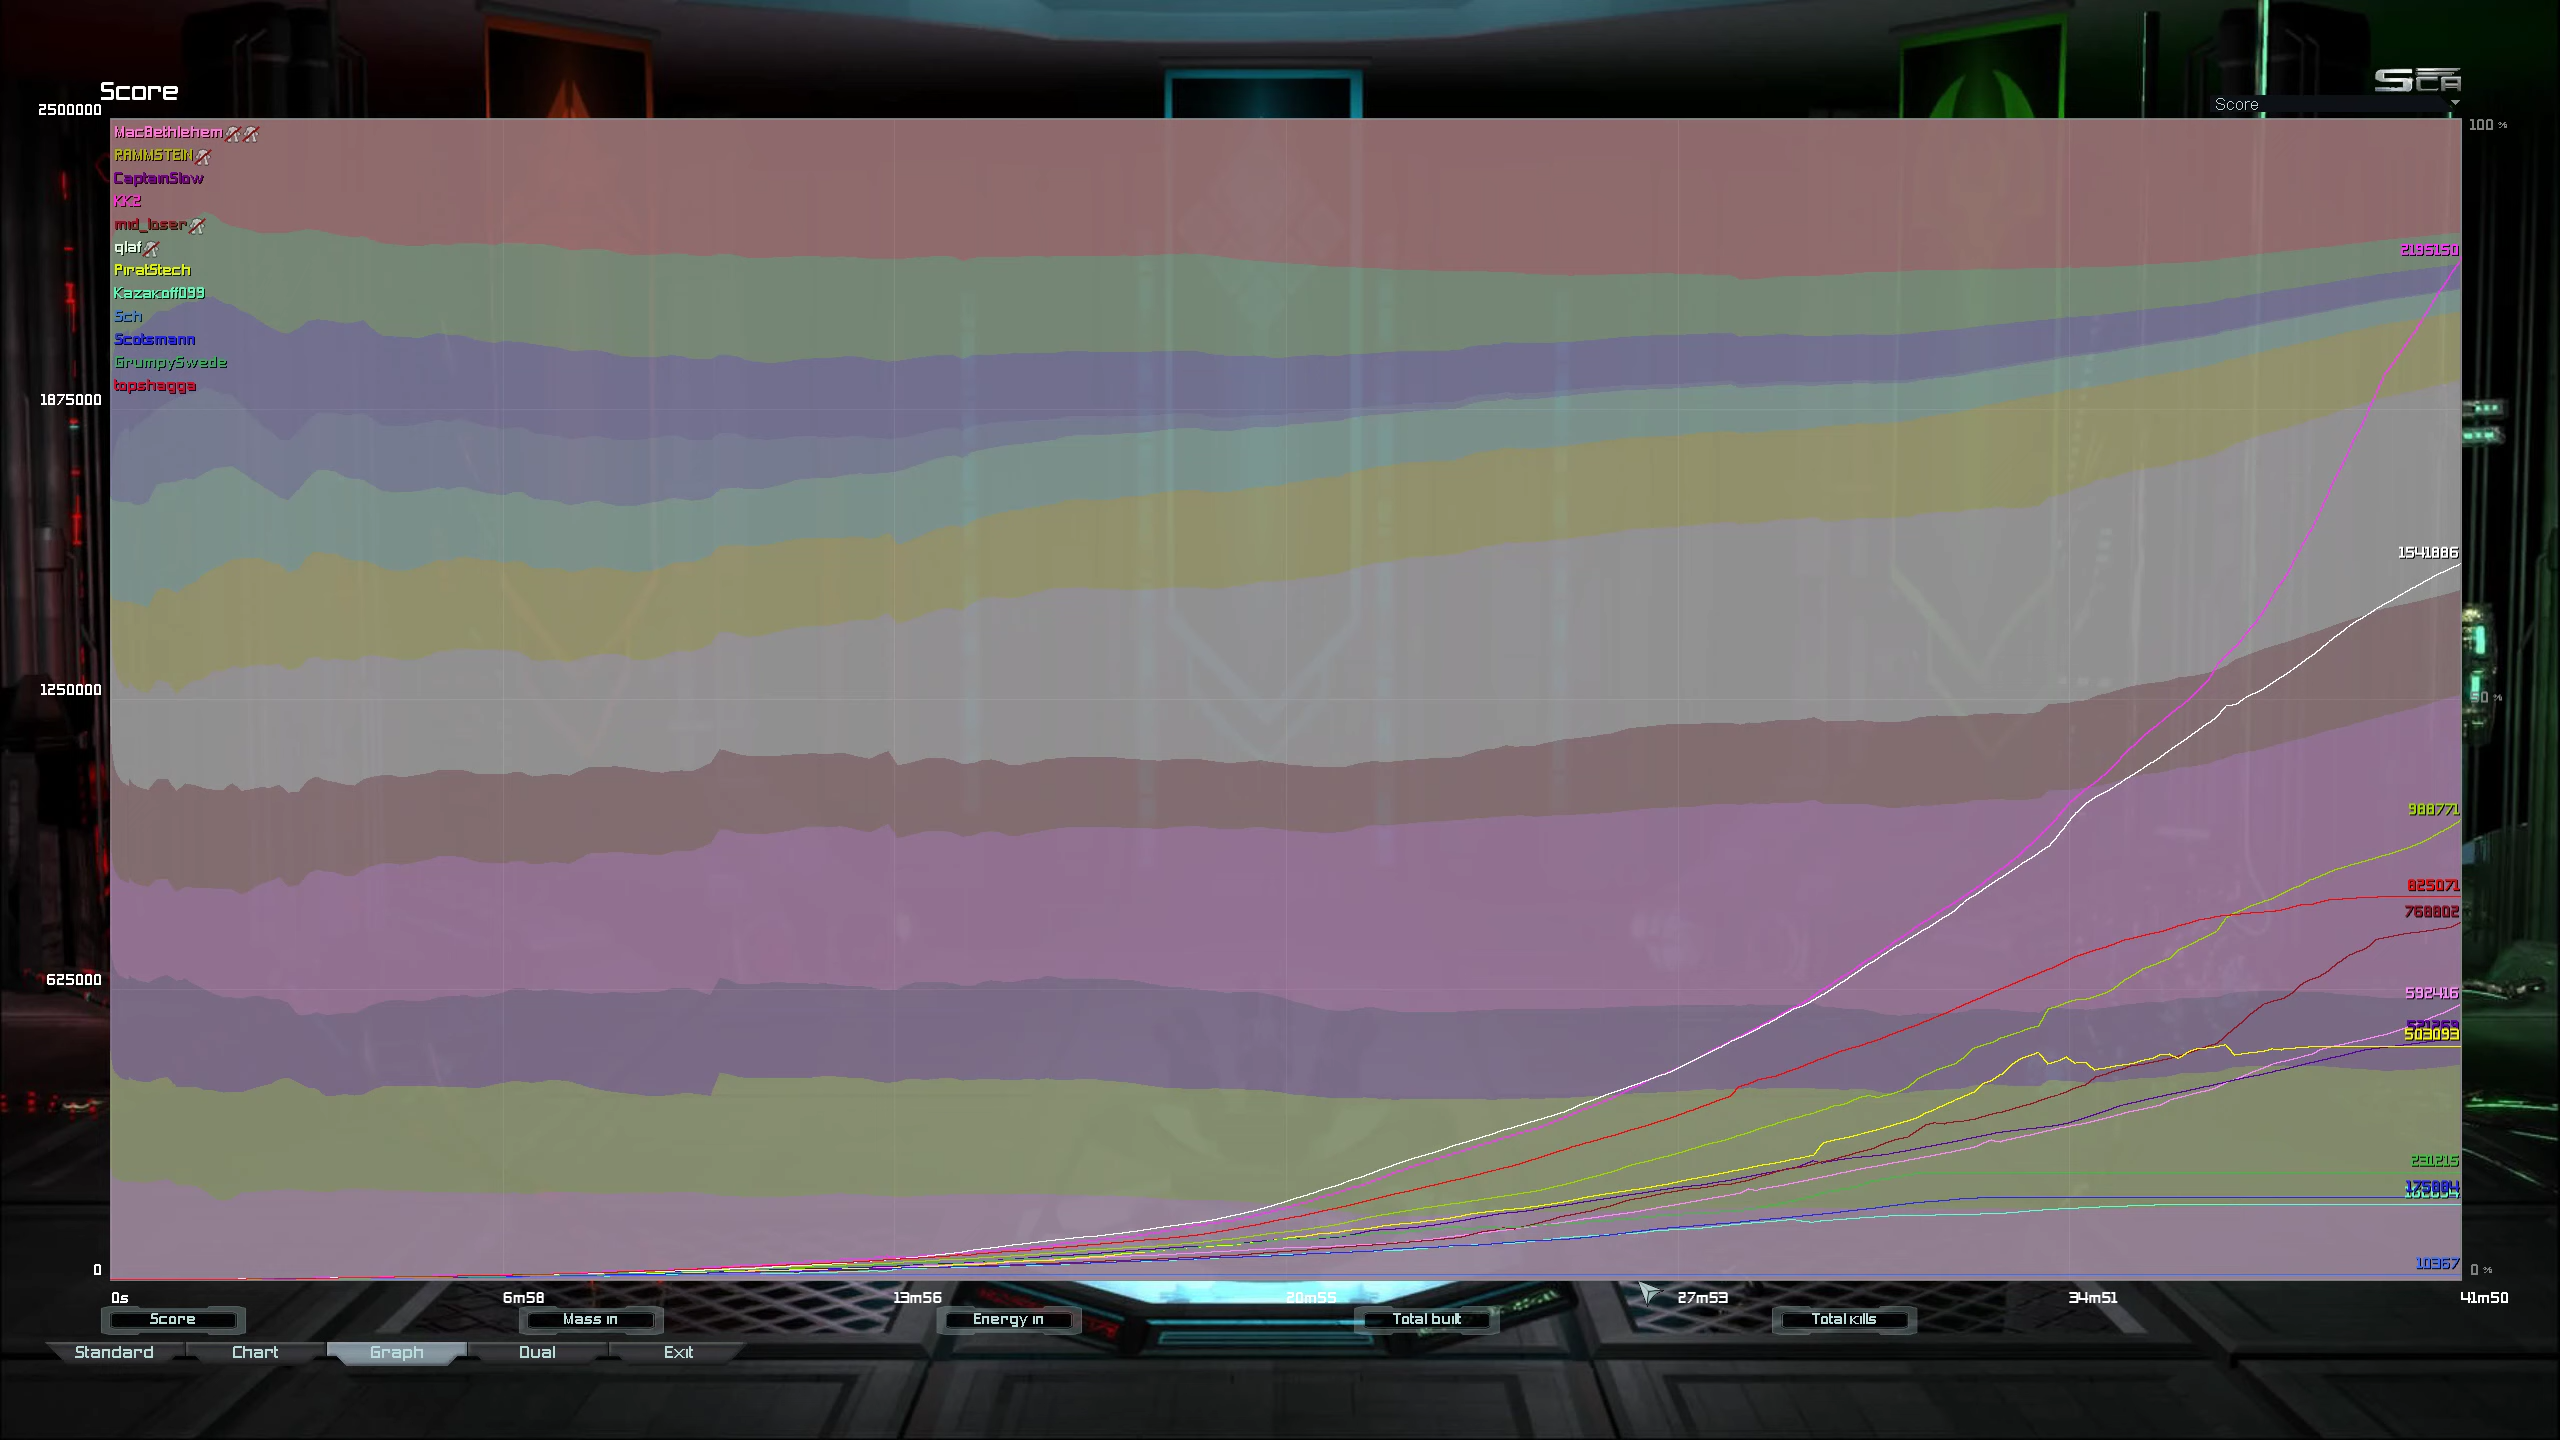 Score
SCA
Score
2500000
100 %
MacBethlehem
RAMMSTEIN
CaptainSlow
KK2
mid_loser
qlaf
PiratStech
Kazakoff099
Sch
Scotsmann
GrumpySwede
topshagga
2195150
1875000
1541886
1250000
50 %
988771
825071
768802
625000
592416
503093
231215
175884
10367
0
0 %
0s
6m58
13m56
20m55
27m53
34m51
41m50
Score
Mass in
Energy in
Total built
Total kills
Standard
Chart
Graph
Dual
Exit